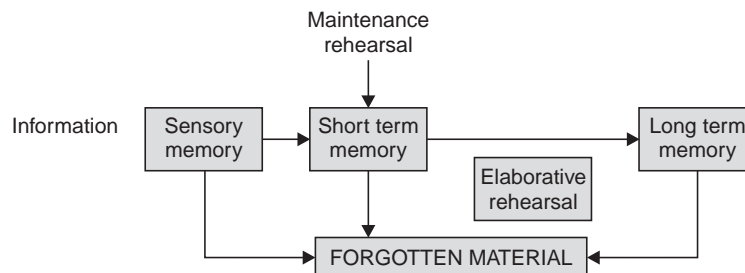 Maintenance
rehearsal
Information
Sensory
memory
Short term
memory
Long term
memory
Elaborative
rehearsal
FORGOTTEN MATERIAL